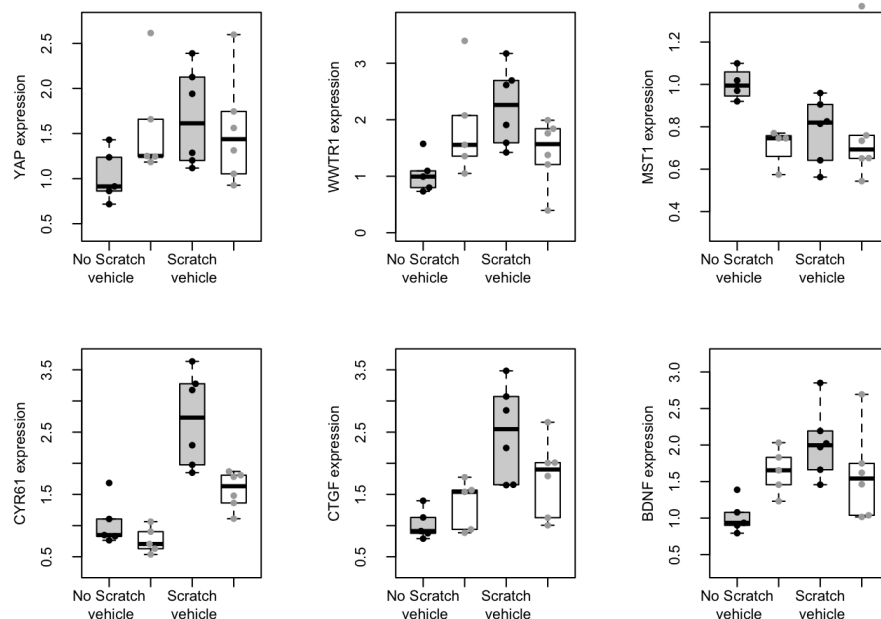 YAP expression
2.5
2.0
1.5
1.0
0.5
No Scratch
vehicle
Scratch
vehicle
WWTR1 expression
3
2
1
0
No Scratch
vehicle
Scratch
vehicle
MST1 expression
1.2
1.0
0.8
0.6
0.4
No Scratch
vehicle
Scratch
vehicle
CYR61 expression
3.5
2.5
1.5
0.5
No Scratch
vehicle
Scratch
vehicle
CTGF expression
3.5
2.5
1.5
0.5
No Scratch
vehicle
Scratch
vehicle
BDNF expression
3.0
2.5
2.0
1.5
1.0
0.5
No Scratch
vehicle
Scratch
vehicle